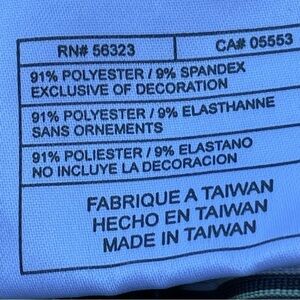 RN# 56323 CA# 05553
91% POLYESTER / 9% SPANDEX
EXCLUSIVE OF DECORATION
91% POLYESTER / 9% ELASTHANNE
SANS ORNEMENTS
91% POLIESTER / 9% ELASTANO
NO INCLUYE LA DECORACION
FABRIQUE A TAIWAN
HECHO EN TAIWAN
MADE IN TAIWAN